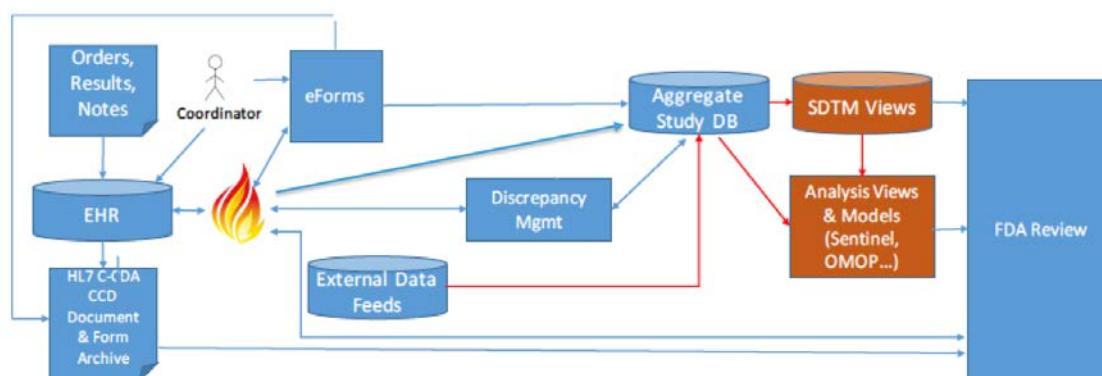 Orders,
Results,
Notes
Coordinator
eForms
EHR
HL7 C-CDA
CCD
Document
& Form
Archive
Discrepancy
Mgmt
External Data
Feeds
Aggregate
Study DB
SDTM Views
Analysis Views
& Models
(Sentinel,
OMOP...)
FDA Review